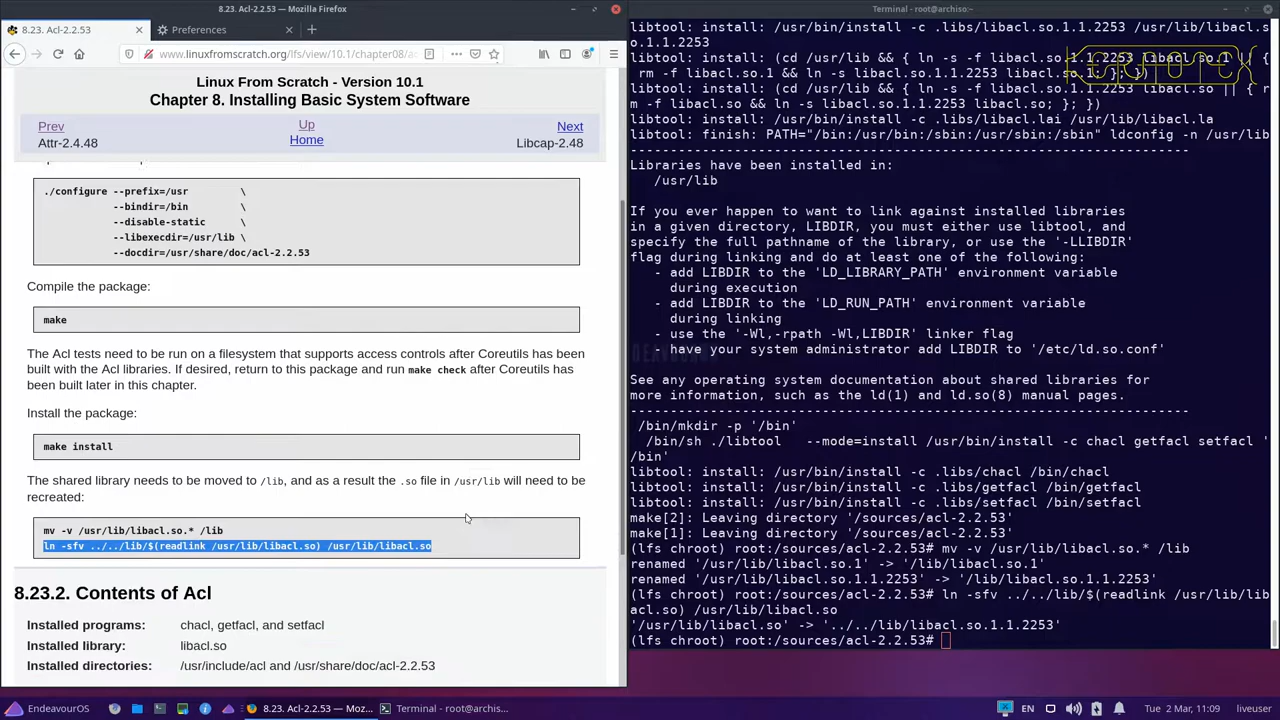 8.23. Acl-2.2.53 — Mozilla Firefox
8.23. Acl-2.2.53
Preferences
www.linuxfromscratch.org/lfs/view/10.1/chapter08/ac
Linux From Scratch - Version 10.1
Chapter 8. Installing Basic System Software
Prev
Up
Next
Attr-2.4.48
Home
Libcap-2.48
./configure --prefix=/usr \
--bindir=/bin \
--disable-static \
--libexecdir=/usr/lib \
--docdir=/usr/share/doc/acl-2.2.53
Compile the package:
make
The Acl tests need to be run on a filesystem that supports access controls after Coreutils has been
built with the Acl libraries. If desired, return to this package and run make check after Coreutils has
been built later in this chapter.
Install the package:
make install
The shared library needs to be moved to /lib, and as a result the .so file in /usr/lib will need to be
recreated:
mv -v /usr/lib/libacl.so.* /lib
ln -sfv ../../lib/$(readlink /usr/lib/libacl.so) /usr/lib/libacl.so
8.23.2. Contents of Acl
Installed programs: chacl, getfacl, and setfacl
Installed library: libacl.so
Installed directories: /usr/include/acl and /usr/share/doc/acl-2.2.53
Terminal - root@archiso:~
libtool: install: /usr/bin/install -c .libs/libacl.so.1.1.2253 /usr/lib/libacl.s
o.1.1.2253
libtool: install: (cd /usr/lib && { ln -s -f libacl.so.1.1.2253 libacl.so.1 || {
rm -f libacl.so.1 && ln -s libacl.so.1.1.2253 libacl.so.1; }; })
libtool: install: (cd /usr/lib && { ln -s -f libacl.so.1.1.2253 libacl.so || { r
m -f libacl.so && ln -s libacl.so.1.1.2253 libacl.so; }; })
libtool: install: /usr/bin/install -c .libs/libacl.lai /usr/lib/libacl.la
libtool: finish: PATH="/bin:/usr/bin:/sbin:/usr/sbin:/sbin" ldconfig -n /usr/lib
----------------------------------------------------------------------
Libraries have been installed in:
/usr/lib
If you ever happen to want to link against installed libraries
in a given directory, LIBDIR, you must either use libtool, and
specify the full pathname of the library, or use the '-LLIBDIR'
flag during linking and do at least one of the following:
- add LIBDIR to the 'LD_LIBRARY_PATH' environment variable
during execution
- add LIBDIR to the 'LD_RUN_PATH' environment variable
during linking
- use the '-Wl,-rpath -Wl,LIBDIR' linker flag
- have your system administrator add LIBDIR to '/etc/ld.so.conf'
See any operating system documentation about shared libraries for
more information, such as the ld(1) and ld.so(8) manual pages.
----------------------------------------------------------------------
/bin/mkdir -p '/bin'
/bin/sh ./libtool --mode=install /usr/bin/install -c chacl getfacl setfacl '
/bin'
libtool: install: /usr/bin/install -c .libs/chacl /bin/chacl
libtool: install: /usr/bin/install -c .libs/getfacl /bin/getfacl
libtool: install: /usr/bin/install -c .libs/setfacl /bin/setfacl
make[2]: Leaving directory '/sources/acl-2.2.53'
make[1]: Leaving directory '/sources/acl-2.2.53'
(lfs chroot) root:/sources/acl-2.2.53# mv -v /usr/lib/libacl.so.* /lib
renamed '/usr/lib/libacl.so.1' -> '/lib/libacl.so.1'
renamed '/usr/lib/libacl.so.1.1.2253' -> '/lib/libacl.so.1.1.2253'
(lfs chroot) root:/sources/acl-2.2.53# ln -sfv ../../lib/$(readlink /usr/lib/lib
acl.so) /usr/lib/libacl.so
'/usr/lib/libacl.so' -> '../../lib/libacl.so.1.1.2253'
(lfs chroot) root:/sources/acl-2.2.53#
EndeavourOS
8.23. Acl-2.2.53 — Moz...
Terminal - root@archis...
EN
Tue 2 Mar, 11:09
liveuser